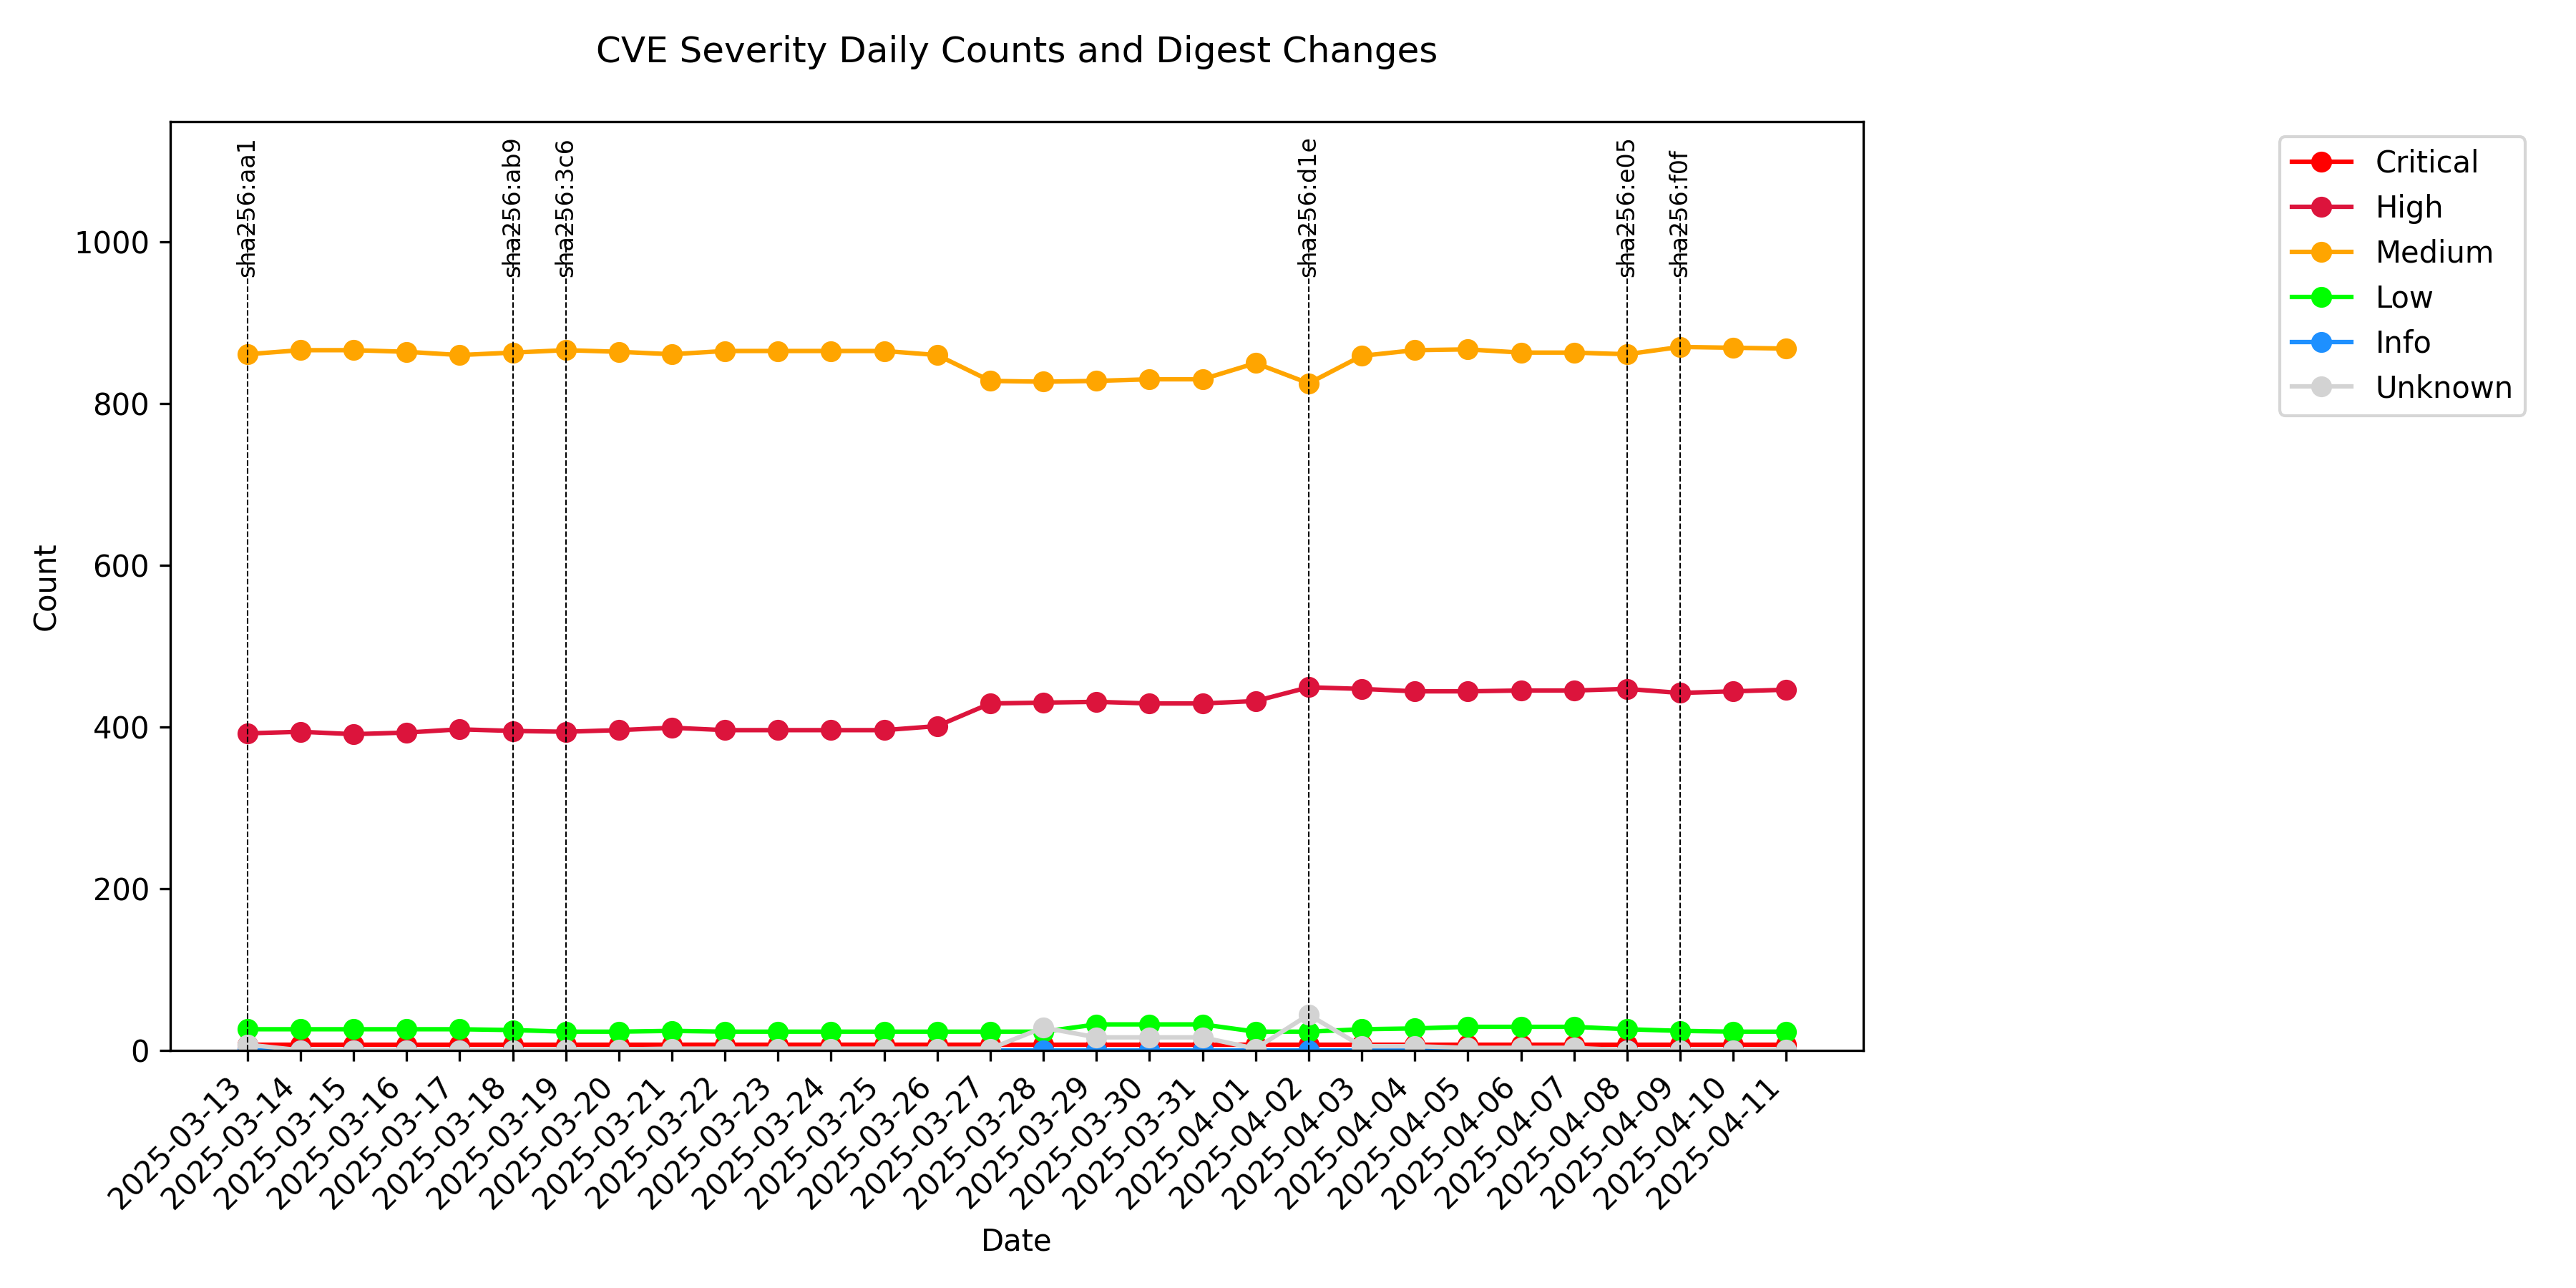 CVE Severity Daily Counts and Digest Changes
sha256:aa1
sha256:ab9
sha256:3c6
sha256:d1e
sha256:e05
sha256:f0f
Critical
High
Medium
Low
Info
Unknown
1000
800
600
400
200
0
Count
2025-03-13
2025-03-14
2025-03-15
2025-03-16
2025-03-17
2025-03-18
2025-03-19
2025-03-20
2025-03-21
2025-03-22
2025-03-23
2025-03-24
2025-03-25
2025-03-26
2025-03-27
2025-03-28
2025-03-29
2025-03-30
2025-03-31
2025-04-01
2025-04-02
2025-04-03
2025-04-04
2025-04-05
2025-04-06
2025-04-07
2025-04-08
2025-04-09
2025-04-10
2025-04-11
Date